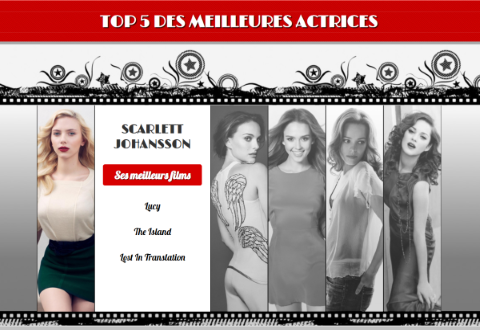 TOP 5 DES MEILLEURES ACTRICES
SCARLETT
JOHANSSON
Ses meilleurs films
Lucy
The Island
Lost In Translation